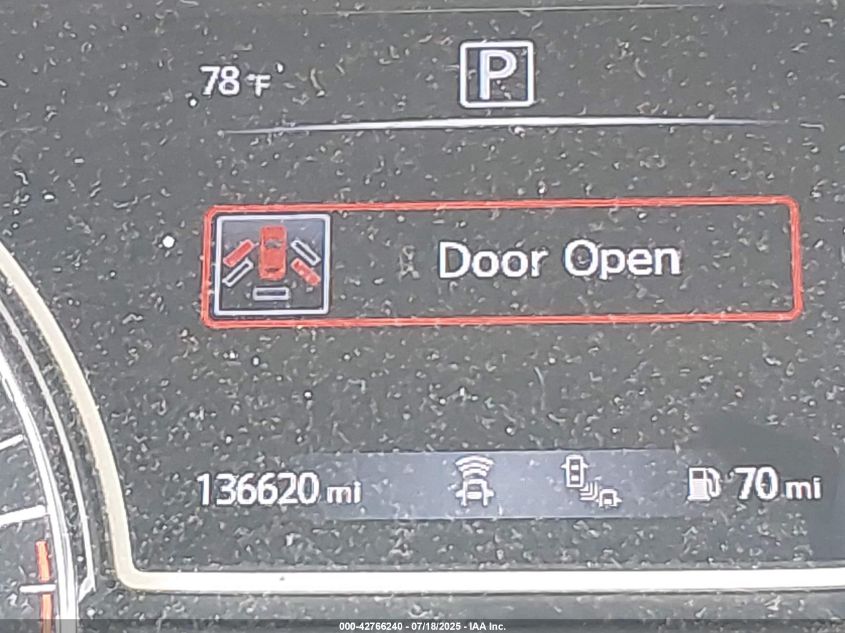 78 °F
P
Door Open
136620 mi
70 mi
000-42766240 - 07/18/2025 - IAA Inc.